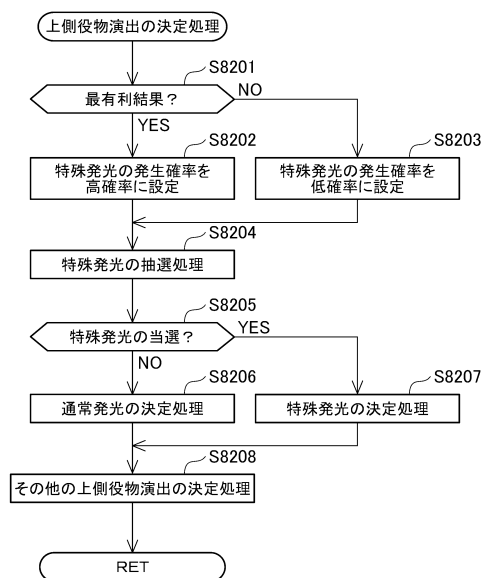 上側役物演出の決定処理
S8201
最有利結果？
NO
YES
S8202
S8203
特殊発光の発生確率を
高確率に設定
特殊発光の発生確率を
低確率に設定
S8204
特殊発光の抽選処理
S8205
特殊発光の当選？
YES
NO
S8206
S8207
通常発光の決定処理
特殊発光の決定処理
S8208
その他の上側役物演出の決定処理
RET